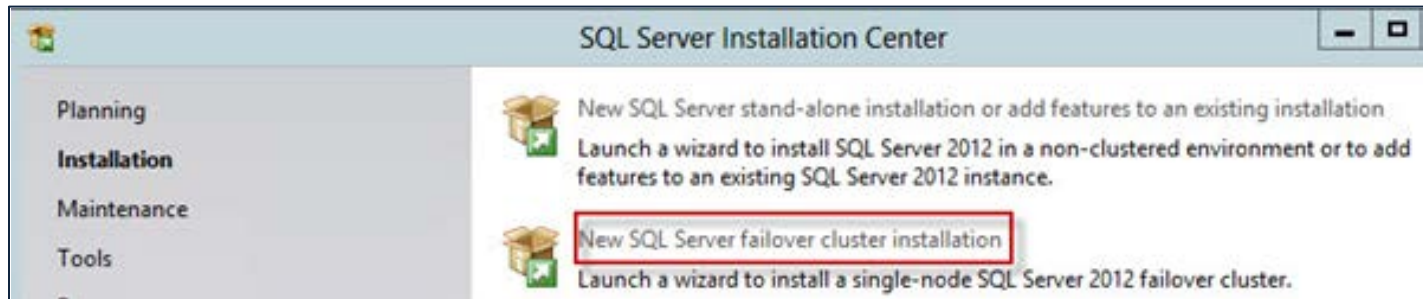 SQL Server Installation Center
Planning
Installation
Maintenance
Tools
New SQL Server stand-alone installation or add features to an existing installation
Launch a wizard to install SQL Server 2012 in a non-clustered environment or to add
features to an existing SQL Server 2012 instance.
New SQL Server failover cluster installation
Launch a wizard to install a single-node SQL Server 2012 failover cluster.